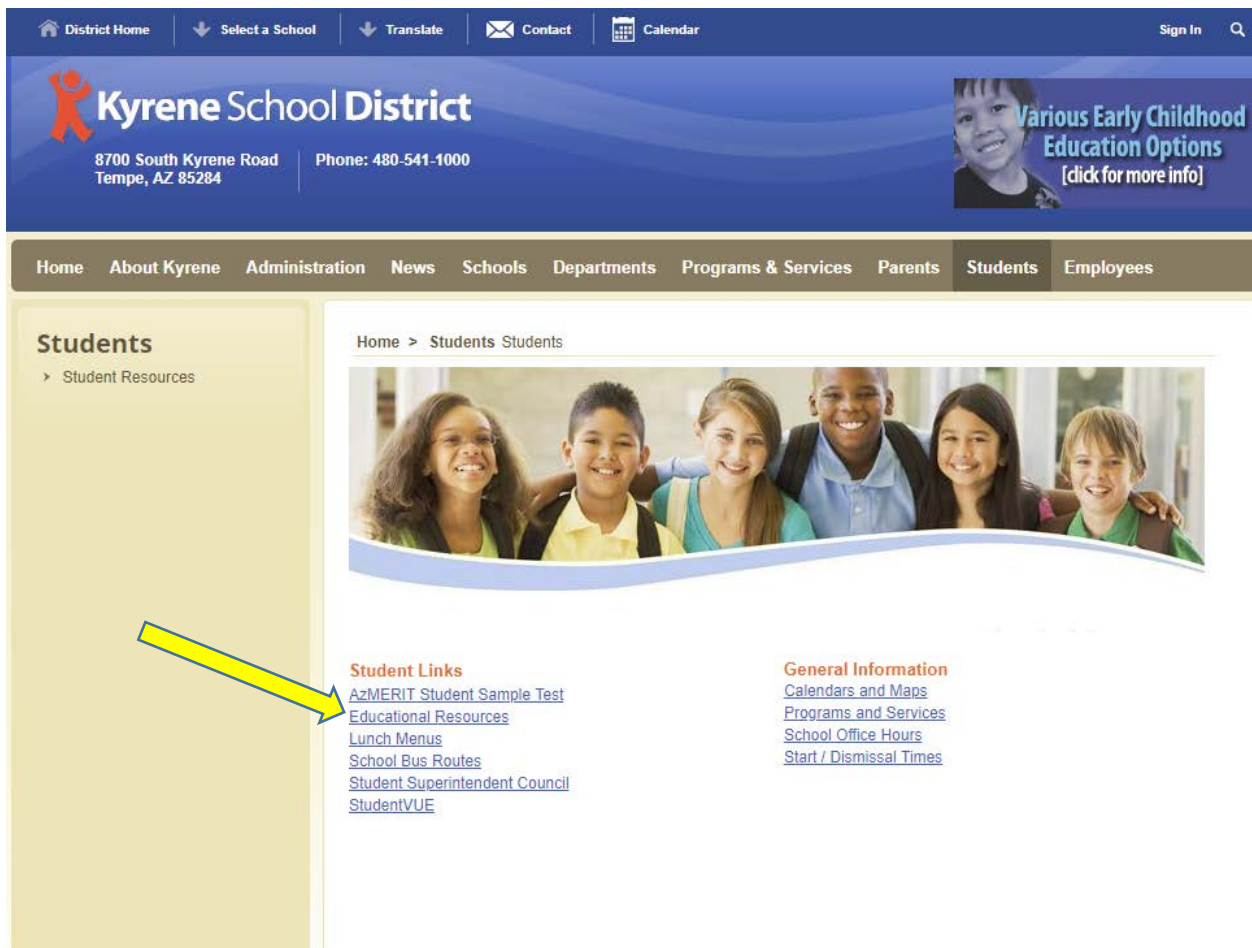 District Home Select a School Translate Contact Calendar Sign In
Kyrene School District
8700 South Kyrene Road Phone: 480-541-1000
Tempe, AZ 85284
Various Early Childhood
Education Options
[click for more info]
Home About Kyrene Administration News Schools Departments Programs & Services Parents Students Employees
Students
Student Resources
Home > Students Students
Student Links
AzMERIT Student Sample Test
Educational Resources
Lunch Menus
School Bus Routes
Student Superintendent Council
StudentVUE
General Information
Calendars and Maps
Programs and Services
School Office Hours
Start / Dismissal Times